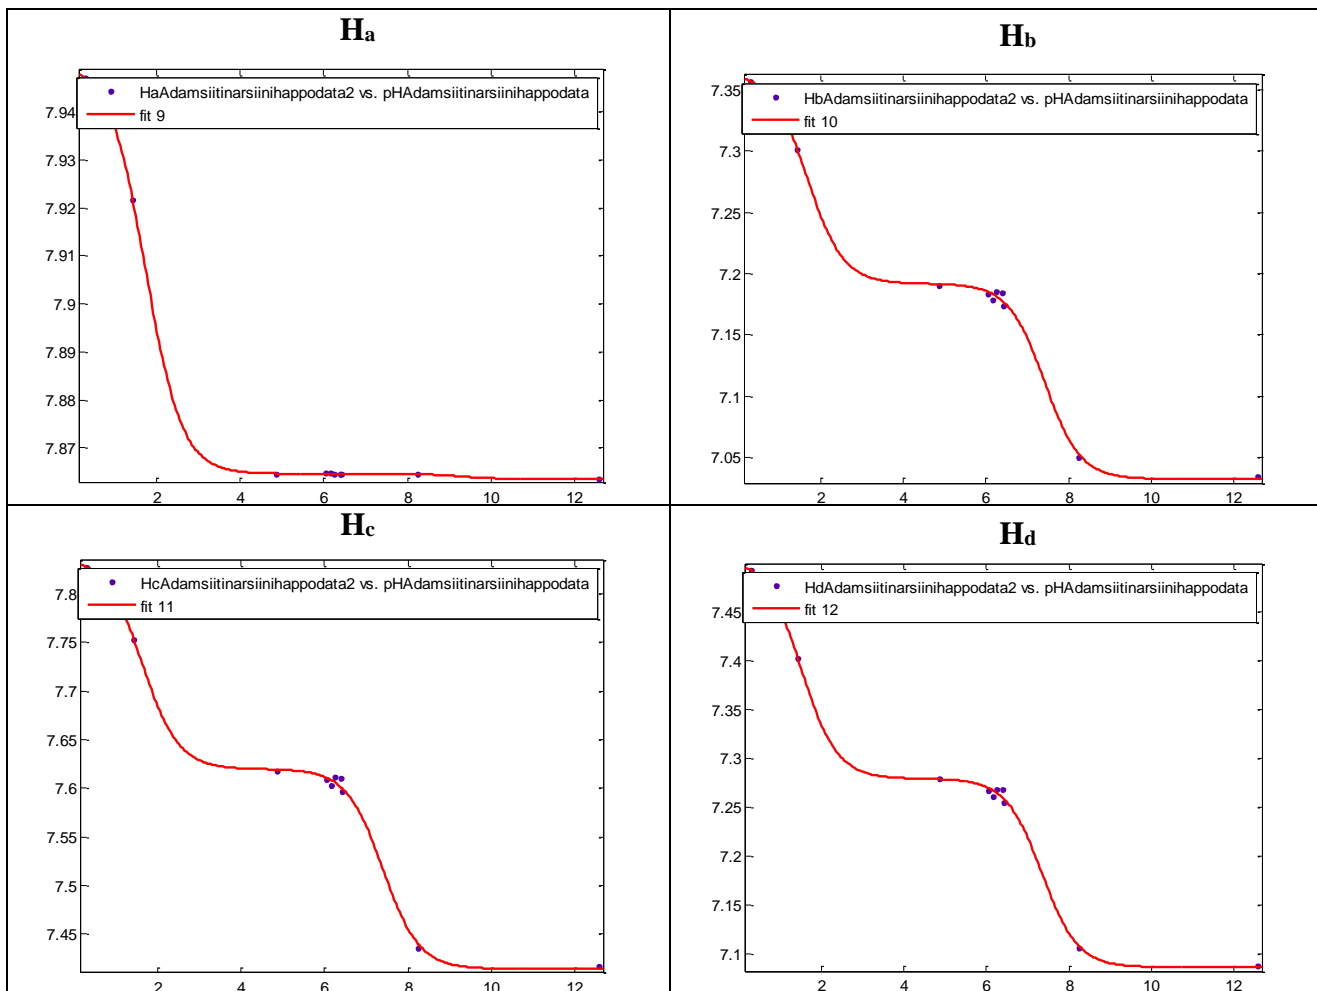 Ha
HaAdamsiitinarsiinihappodata2 vs. pHAdamsiitinarsiinihappodata
fit 9
7.94
7.93
7.92
7.91
7.9
7.89
7.88
7.87
2 4 6 8 10 12
Hb
HbAdamsiitinarsiinihappodata2 vs. pHAdamsiitinarsiinihappodata
fit 10
7.35
7.3
7.25
7.2
7.15
7.1
7.05
2 4 6 8 10 12
Hc
HcAdamsiitinarsiinihappodata2 vs. pHAdamsiitinarsiinihappodata
fit 11
7.8
7.75
7.7
7.65
7.6
7.55
7.5
7.45
2 4 6 8 10 12
Hd
HdAdamsiitinarsiinihappodata2 vs. pHAdamsiitinarsiinihappodata
fit 12
7.45
7.4
7.35
7.3
7.25
7.2
7.15
7.1
2 4 6 8 10 12